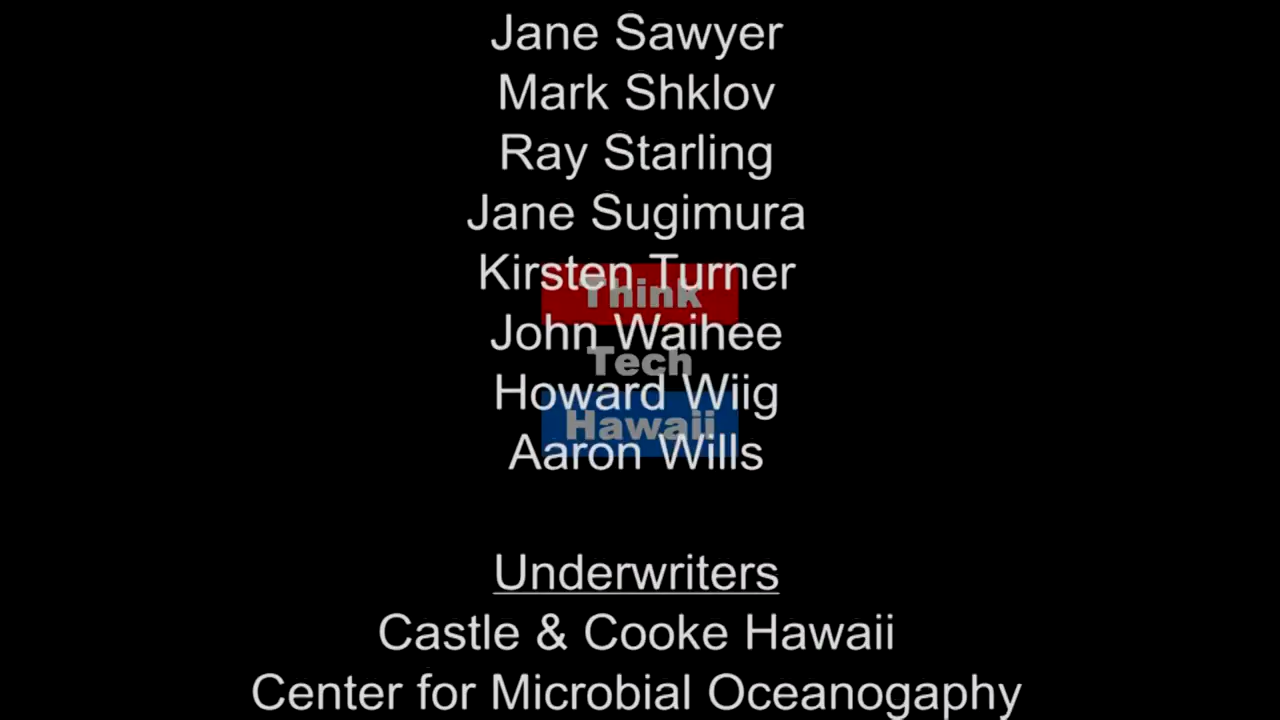 Jane Sawyer
Mark Shklov
Ray Starling
Jane Sugimura
Kirsten Turner
Think
John Waihee
Tech
Howard Wiig
Hawaii
Aaron Wills
Underwriters
Castle & Cooke Hawaii
Center for Microbial Oceanogaphy